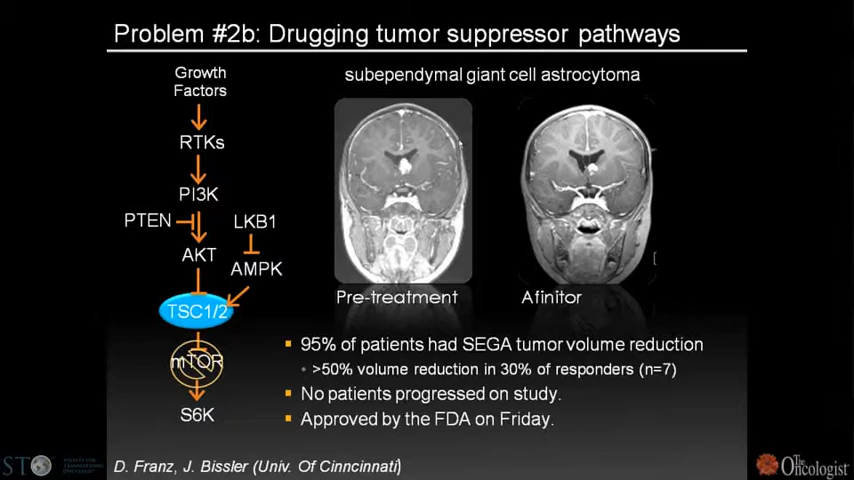 Problem #2b: Drugging tumor suppressor pathways
Growth
Factors
RTKs
PI3K
PTEN
LKB1
AKT
AMPK
TSC1/2
mTOR
S6K
subependymal giant cell astrocytoma
Pre-treatment
Afinitor
95% of patients had SEGA tumor volume reduction
>50% volume reduction in 30% of responders (n=7)
No patients progressed on study.
Approved by the FDA on Friday.
D. Franz, J. Bissler (Univ. Of Cinncinnati)
STO
The
Oncologist